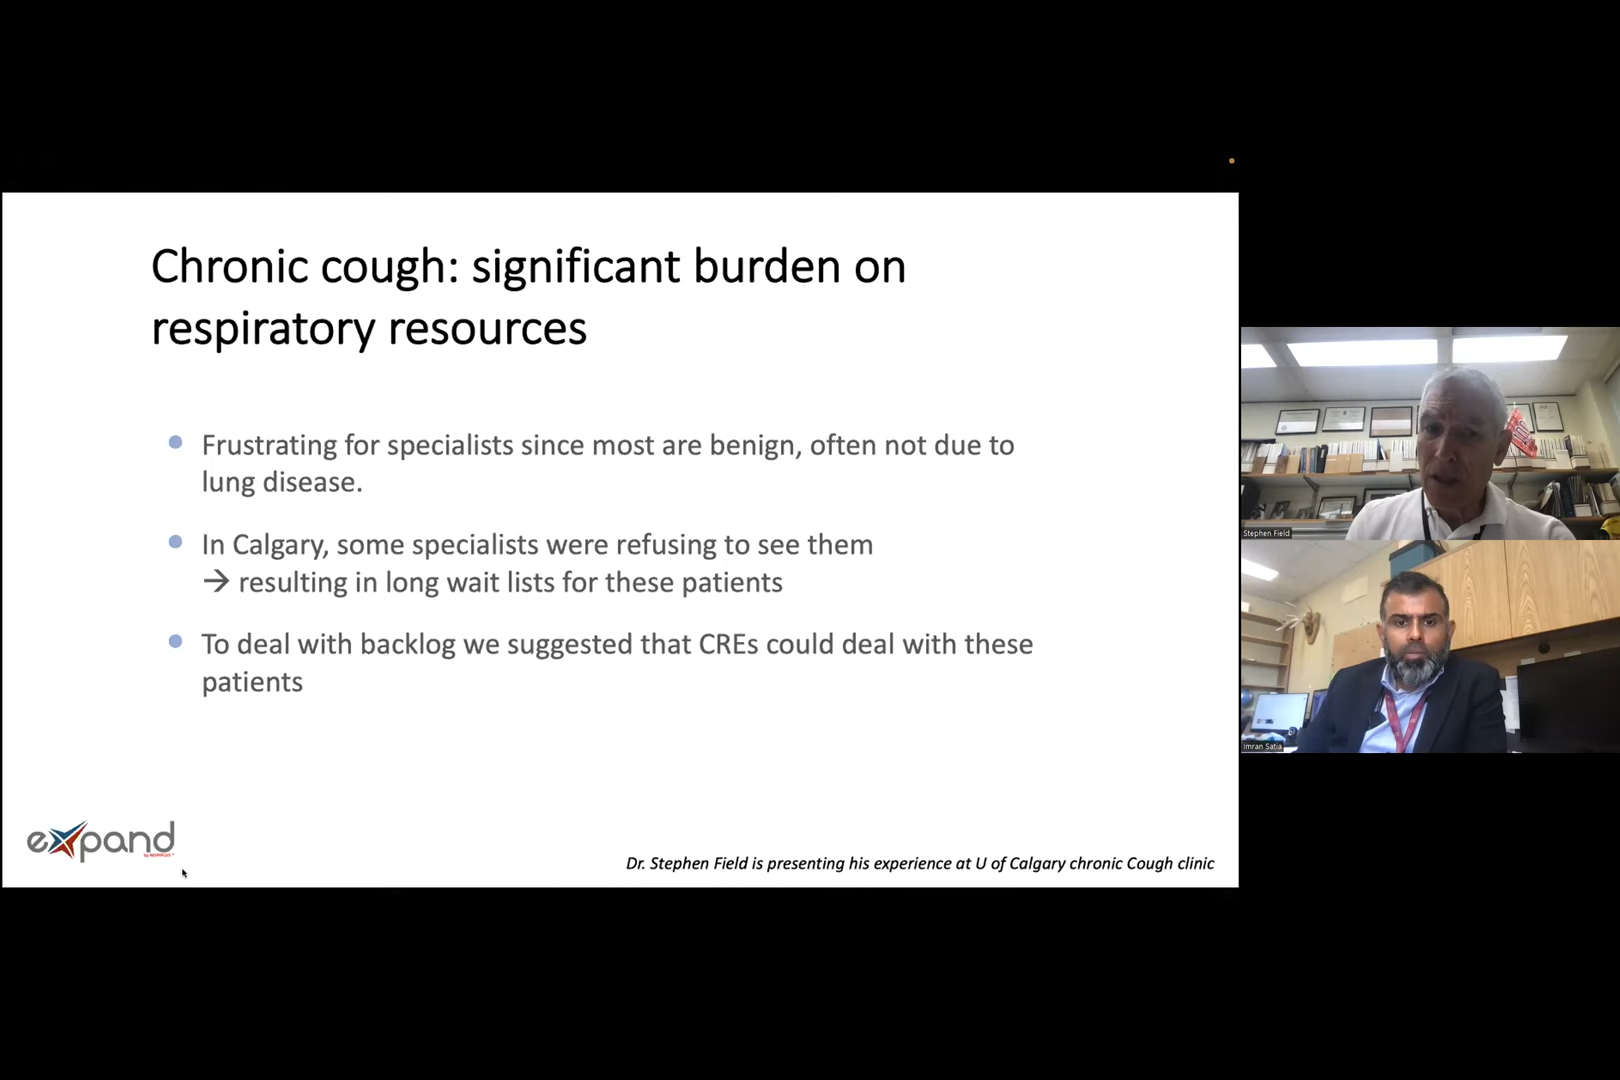 Chronic cough: significant burden on
respiratory resources
Frustrating for specialists since most are benign, often not due to
lung disease.
In Calgary, some specialists were refusing to see them
→ resulting in long wait lists for these patients
To deal with backlog we suggested that CREs could deal with these
patients
expand
Dr. Stephen Field is presenting his experience at U of Calgary chronic Cough clinic
Stephen Field
Imran Satia